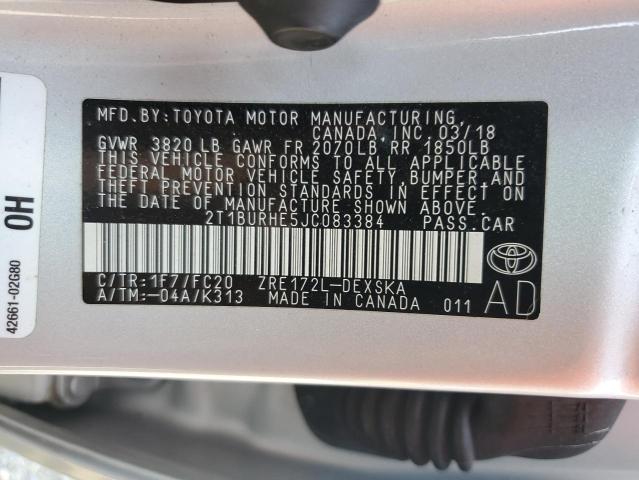 MFD.BY:TOYOTA MOTOR MANUFACTURING,
CANADA, INC.03/18
GVWR 3820 LB GAWR FR 2070LB RR 1850LB
THIS VEHICLE CONFORMS TO ALL APPLICABLE
FEDERAL MOTOR VEHICLE SAFETY, BUMPER, AND
THEFT PREVENTION STANDARDS IN EFFECT ON
THE DATE OF MANUFACTURE SHOWN ABOVE.
2T1BURHE5JC083384 PASS.CAR
C/TR:1F7/FC20 ZRE172L-DEXSKA
A/TM:-04A/K313 MADE IN CANADA 011
AD
OH
42661-02G80